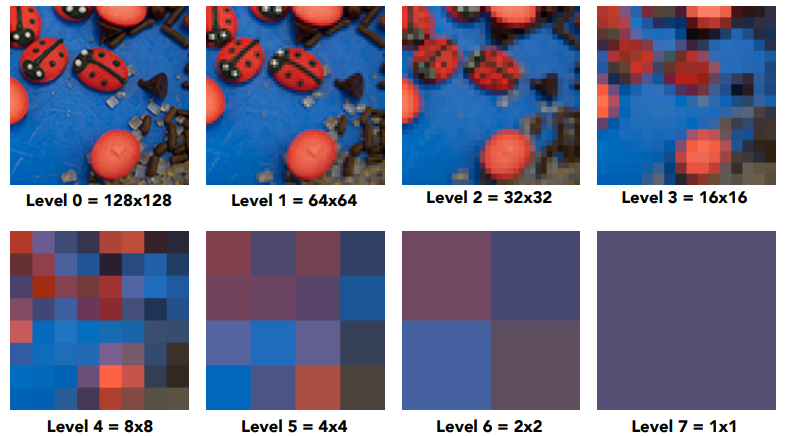 Level 0 = 128x128
Level 1 = 64x64
Level 2 = 32x32
Level 3 = 16x16
Level 4 = 8x8
Level 5 = 4x4
Level 6 = 2x2
Level 7 = 1x1